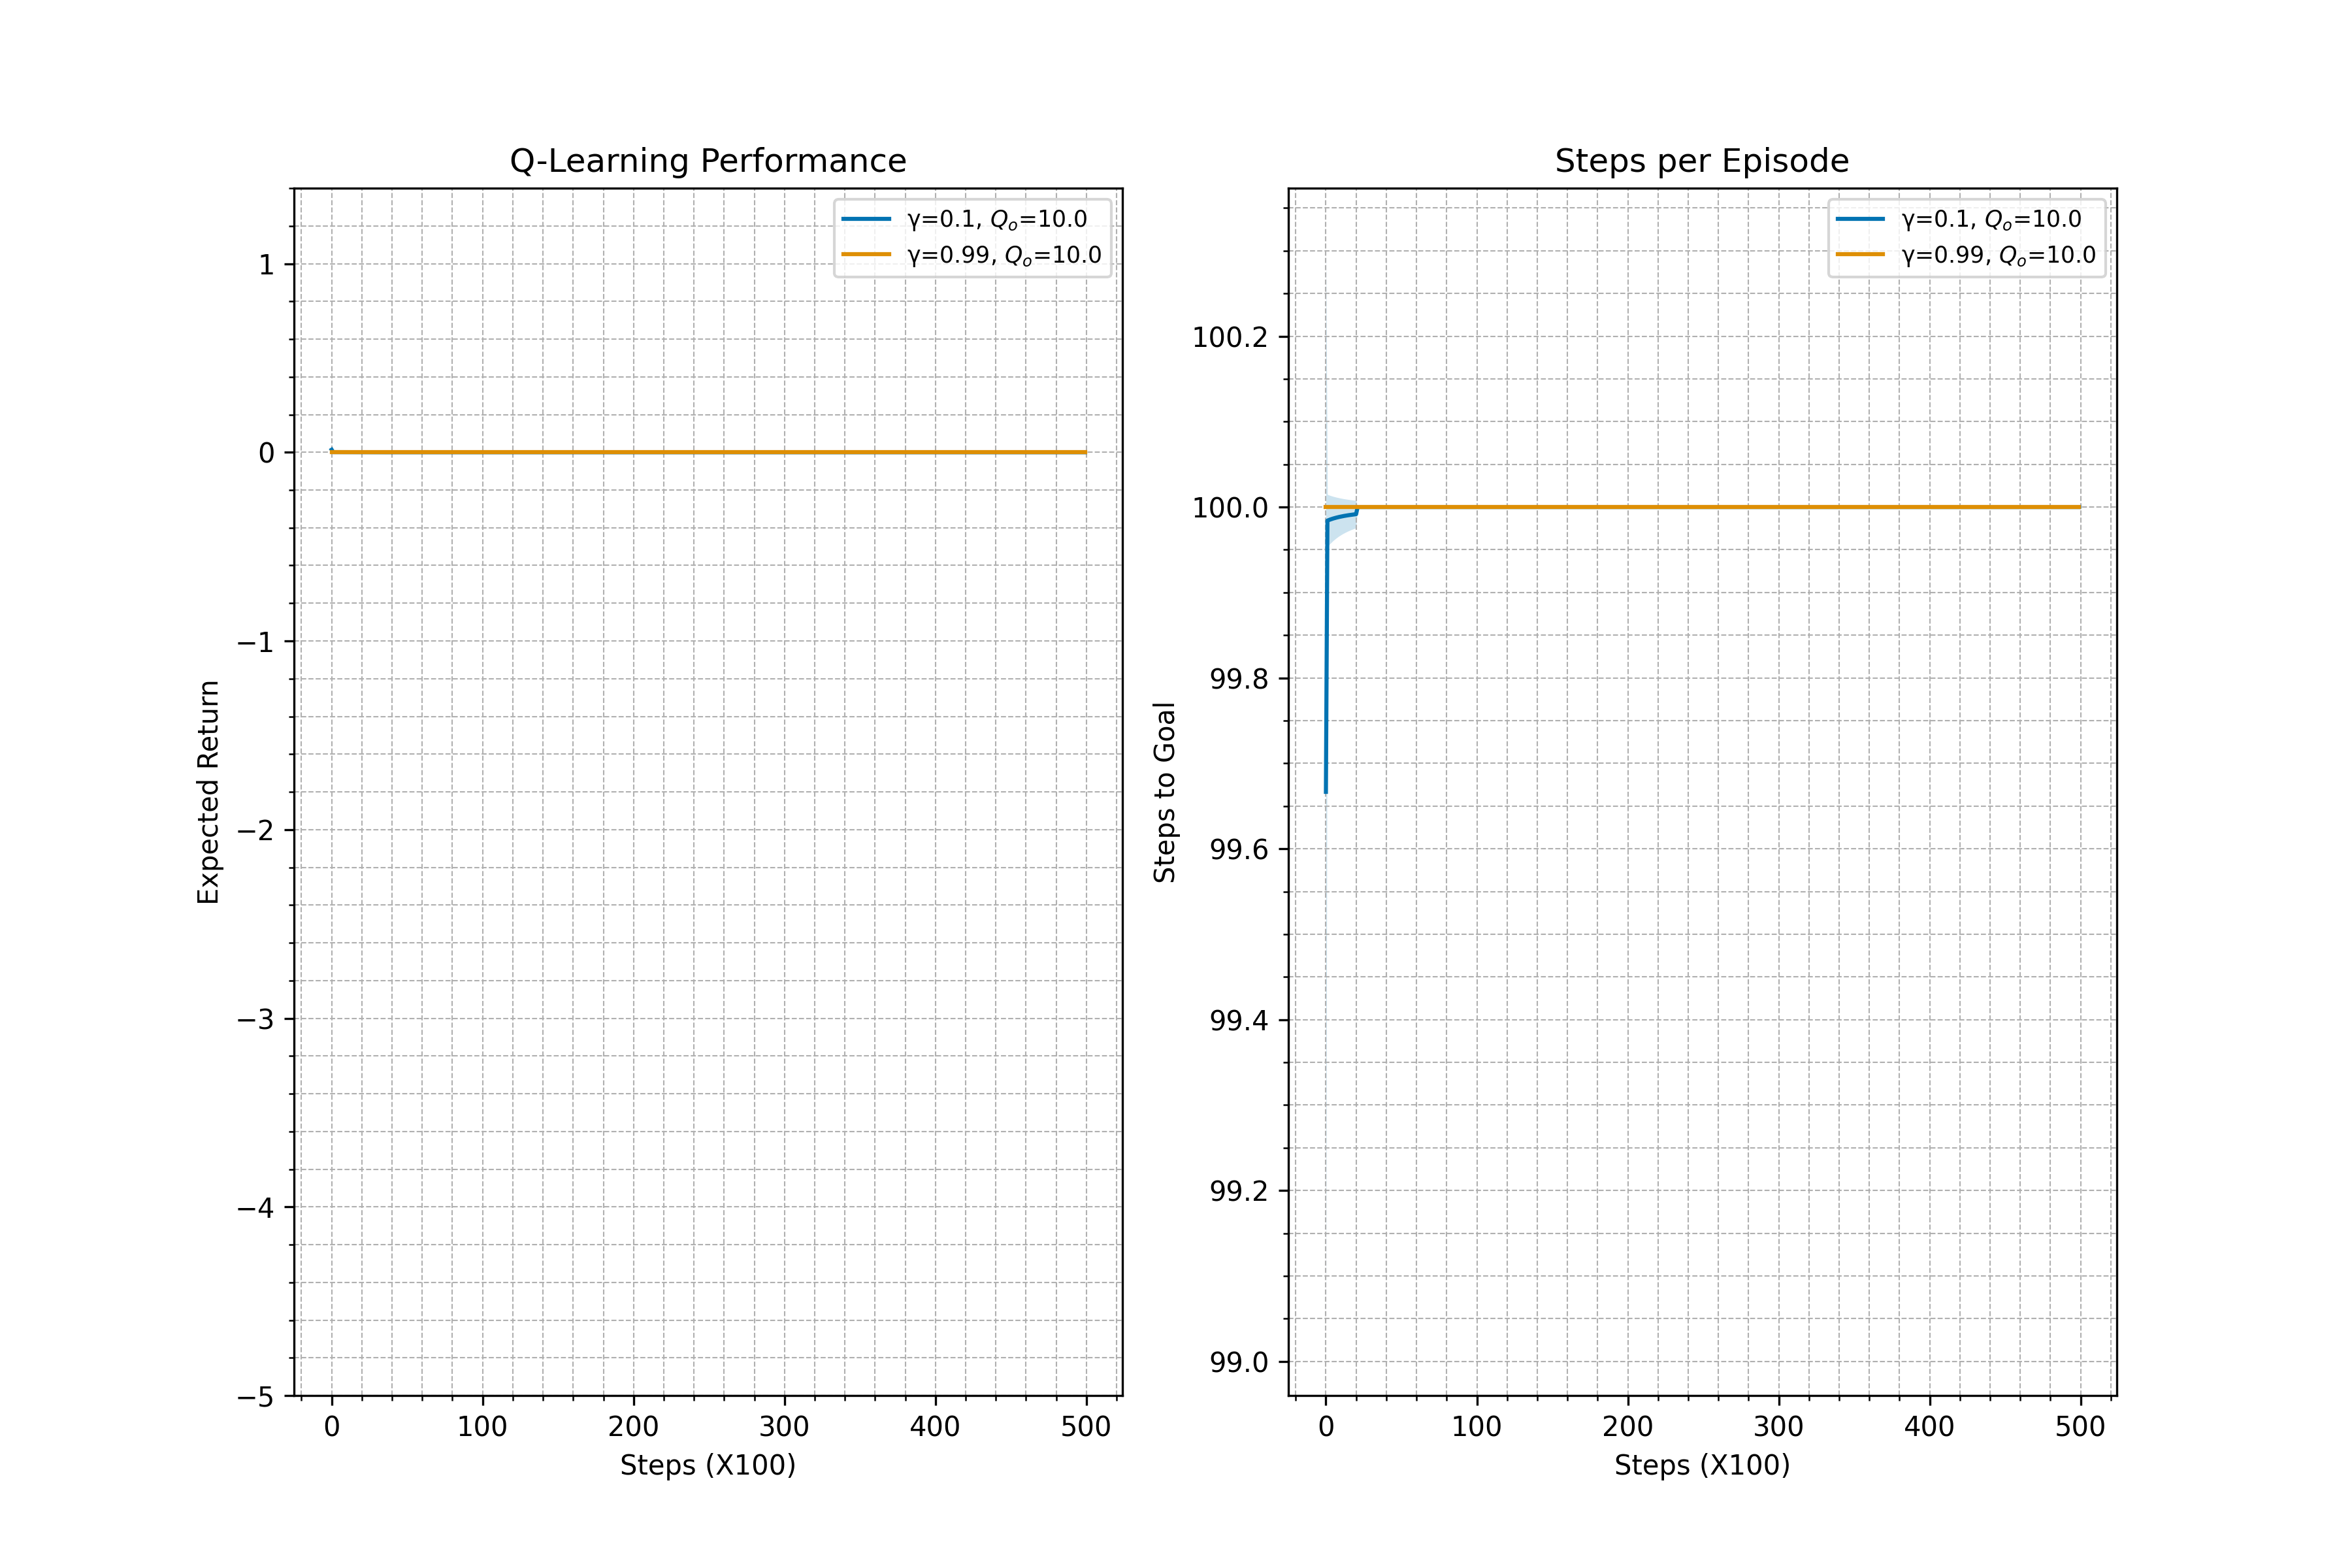 Q-Learning Performance
γ=0.1, Qₒ=10.0
γ=0.99, Qₒ=10.0
1
0
−1
−2
−3
−4
−5
Expected Return
0 100 200 300 400 500
Steps (X100)
Steps per Episode
γ=0.1, Qₒ=10.0
γ=0.99, Qₒ=10.0
100.2
100.0
99.8
99.6
99.4
99.2
99.0
Steps to Goal
0 100 200 300 400 500
Steps (X100)